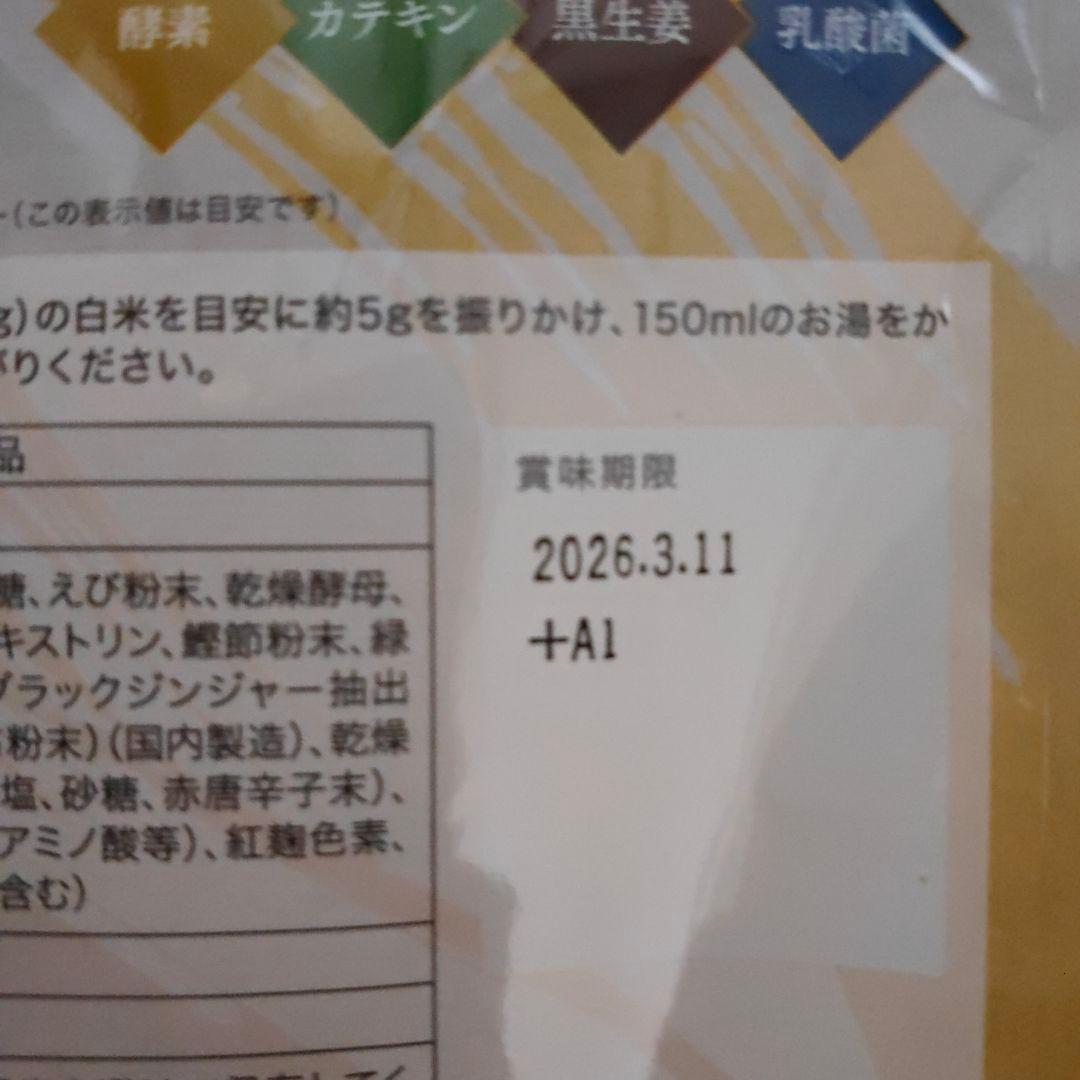 酵素
カテキン
黒生姜
乳酸菌
(この表示値は目安です)
g)の白米を目安に約5gを振りかけ、150mlのお湯をか
がりください。
品
賞味期限
2026.3.11
+A1
糖、えび粉末、乾燥酵母、
キストリン、鰹節粉末、緑
ブラックジンジャー抽出
粉末)(国内製造)、乾燥
塩、砂糖、赤唐辛子末)、
アミノ酸等)、紅麹色素、
含む)